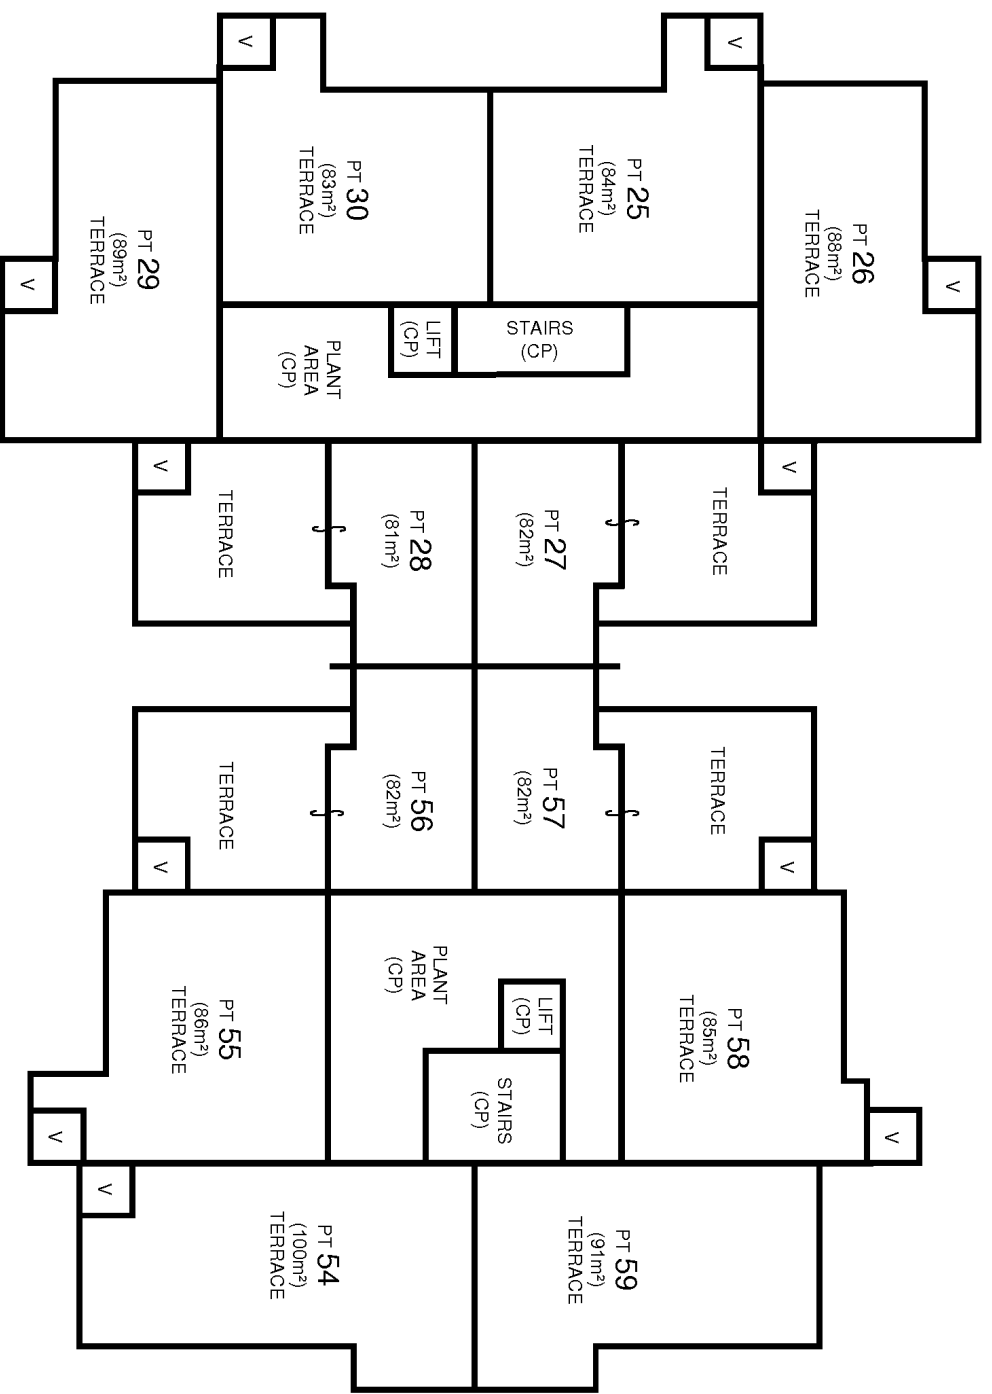 V
V
PT 30
(83m²)
TERRACE
PT 25
(84m²)
TERRACE
PT 29
(89m²)
TERRACE
PT 26
(88m²)
TERRACE
V
V
PLANT
AREA
(CP)
LIFT
(CP)
STAIRS
(CP)
V
V
TERRACE
PT 28
(81m²)
PT 27
(82m²)
TERRACE
TERRACE
PT 56
(82m²)
PT 57
(82m²)
TERRACE
V
V
PT 55
(86m²)
TERRACE
PLANT
AREA
(CP)
LIFT
(CP)
STAIRS
(CP)
PT 58
(85m²)
TERRACE
V
V
V
PT 54
(100m²)
TERRACE
PT 59
(91m²)
TERRACE